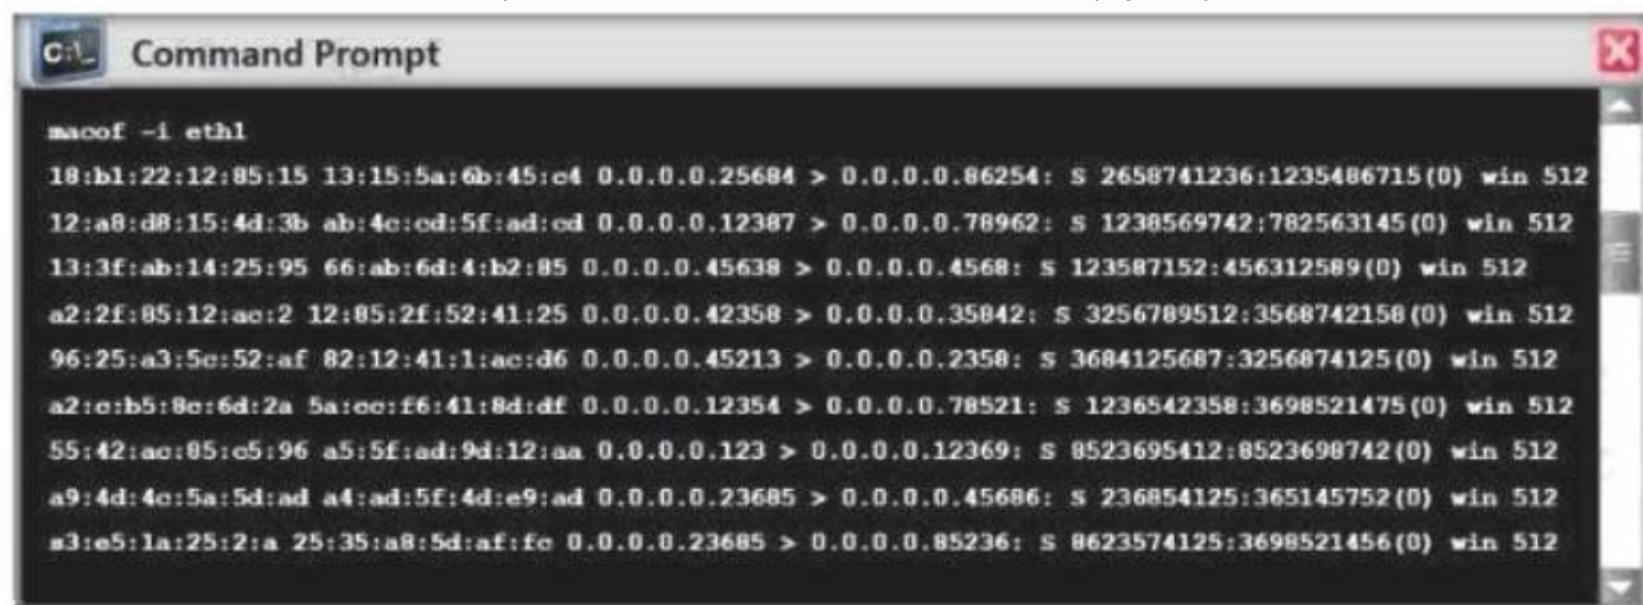 C:\_ Command Prompt
macof -i eth1
18:b1:22:12:85:15 13:15:5a:6b:45:c4 0.0.0.0.25684 > 0.0.0.0.86254: S 2658741236:1235486715(0) win 512
12:a8:d8:15:4d:3b ab:4c:cd:5f:ad:cd 0.0.0.0.12387 > 0.0.0.0.78962: S 1238569742:782563145(0) win 512
13:3f:ab:14:25:95 66:ab:6d:4:b2:85 0.0.0.0.45638 > 0.0.0.0.4568: S 123587152:456312589(0) win 512
a2:2f:85:12:ac:2 12:85:2f:52:41:25 0.0.0.0.42358 > 0.0.0.0.35842: S 3256789512:3568742158(0) win 512
96:25:a3:5c:52:af 82:12:41:1:ac:d6 0.0.0.0.45213 > 0.0.0.0.2358: S 3684125687:3256874125(0) win 512
a2:c:b5:8c:6d:2a 5a:cc:f6:41:8d:df 0.0.0.0.12354 > 0.0.0.0.78521: S 1236542358:3698521475(0) win 512
55:42:ac:85:c5:96 a5:5f:ad:9d:12:aa 0.0.0.0.123 > 0.0.0.0.12369: S 8523695412:8523698742(0) win 512
a9:4d:4c:5a:5d:ad a4:ad:5f:4d:e9:ad 0.0.0.0.23685 > 0.0.0.0.45686: S 236854125:365145752(0) win 512
s3:e5:1a:25:2:a 25:35:a8:5d:af:fc 0.0.0.0.23685 > 0.0.0.0.85236: S 8623574125:3698521456(0) win 512